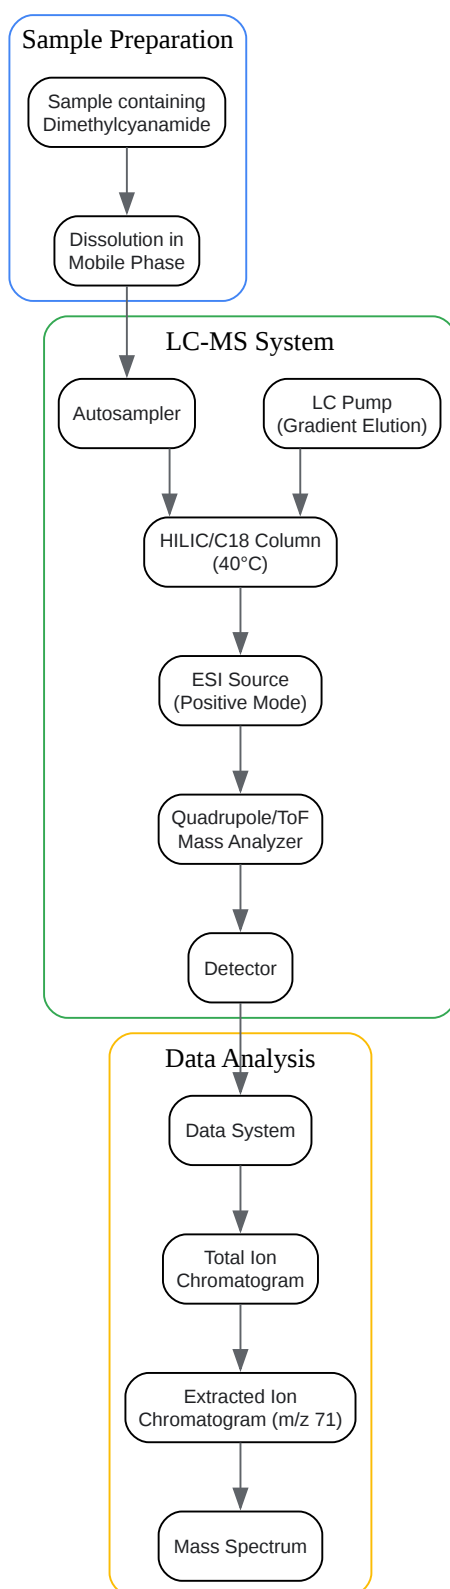 Sample Preparation
Sample containing
Dimethylcyanamide
Dissolution in
Mobile Phase
LC-MS System
Autosampler
LC Pump
(Gradient Elution)
HILIC/C18 Column
(40°C)
ESI Source
(Positive Mode)
Quadrupole/ToF
Mass Analyzer
Detector
Data Analysis
Data System
Total Ion
Chromatogram
Extracted Ion
Chromatogram (m/z 71)
Mass Spectrum